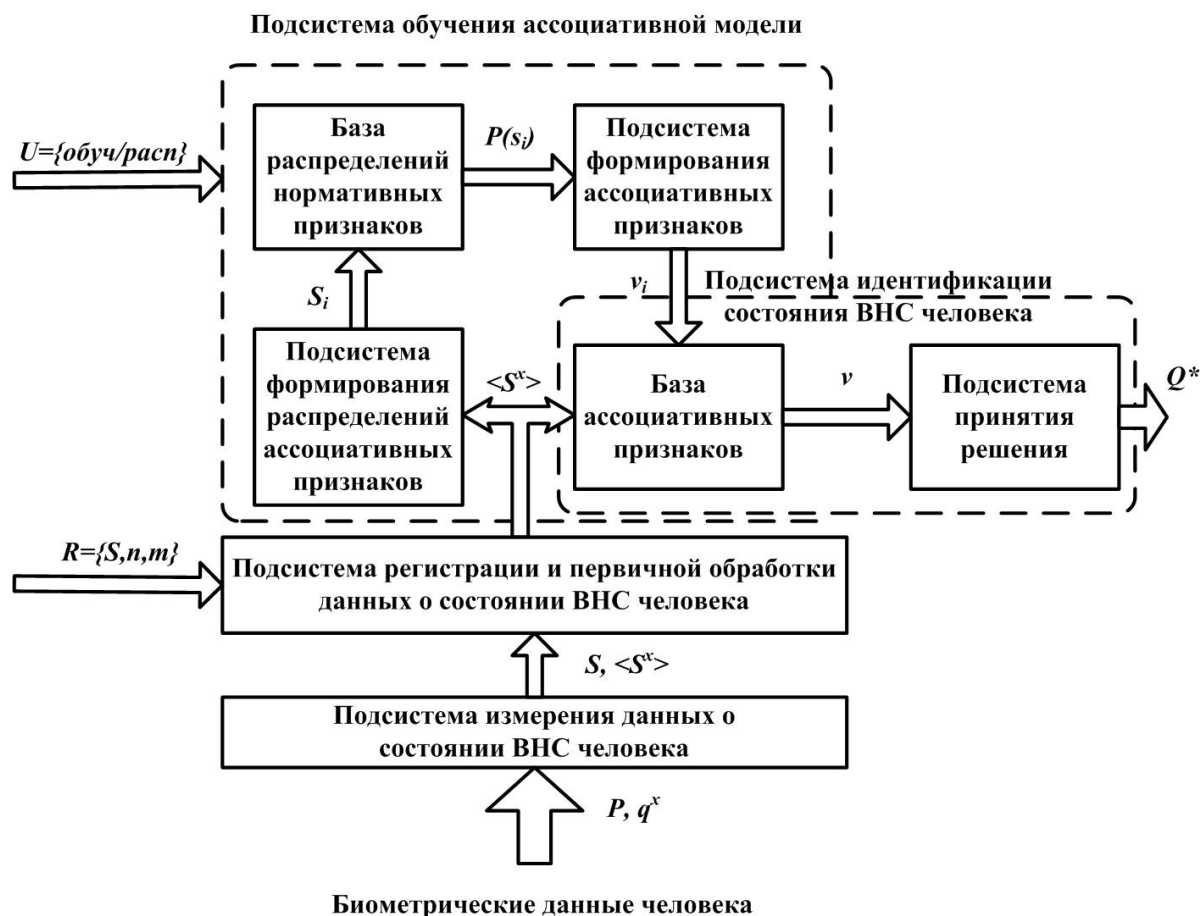 Подсистема обучения ассоциативной модели
U={обуч/расп}
База
распределений
нормативных
признаков
P(sᵢ)
Подсистема
формирования
ассоциативных
признаков
Sᵢ
vᵢ
Подсистема идентификации
состояния ВНС человека
Подсистема
формирования
распределений
ассоциативных
признаков
<Sˣ>
База
ассоциативных
признаков
v
Подсистема
принятия
решения
Q*
R={S,n,m}
Подсистема регистрации и первичной обработки
данных о состоянии ВНС человека
S, <Sˣ>
Подсистема измерения данных о
состоянии ВНС человека
P, qˣ
Биометрические данные человека